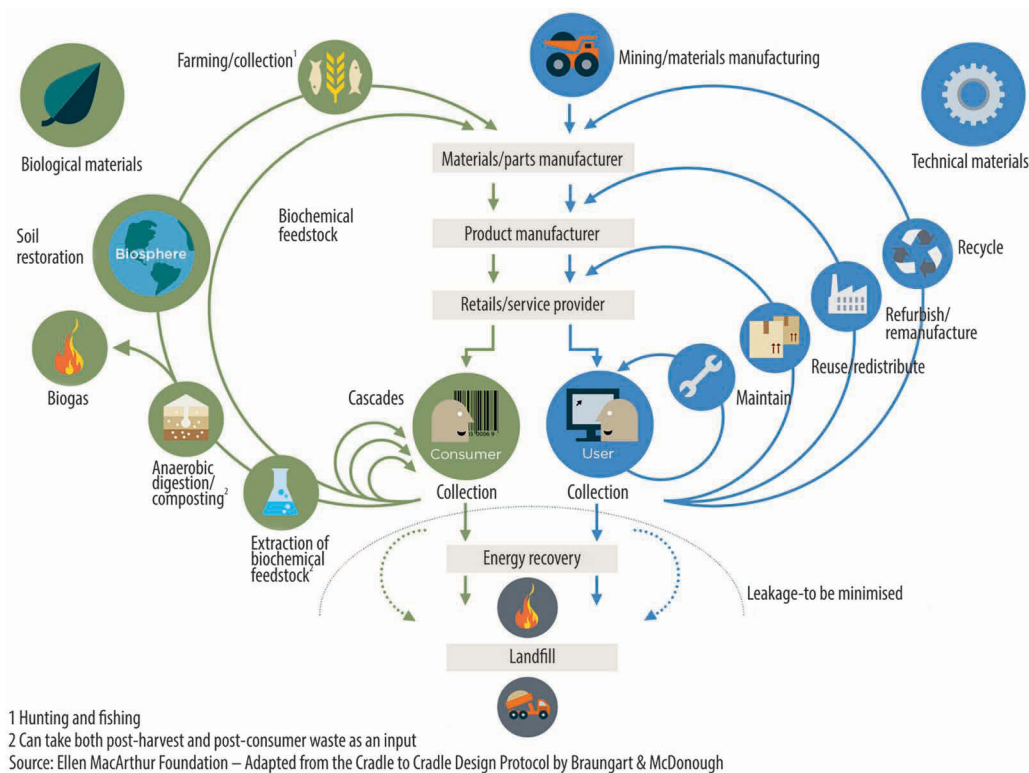 Farming/collection1
Mining/materials manufacturing
Biological materials
Technical materials
Materials/parts manufacturer
Biochemical
feedstock
Soil
restoration
Biosphere
Product manufacturer
Recycle
Retails/service provider
Refurbish/
remanufacture
Reuse/redistribute
Biogas
Cascades
Maintain
Consumer
User
Anaerobic
digestion/
composting2
Collection
Collection
Extraction of
biochemical
feedstock2
Energy recovery
Leakage-to be minimised
Landfill
1 Hunting and fishing
2 Can take both post-harvest and post-consumer waste as an input
Source: Ellen MacArthur Foundation – Adapted from the Cradle to Cradle Design Protocol by Braungart & McDonough